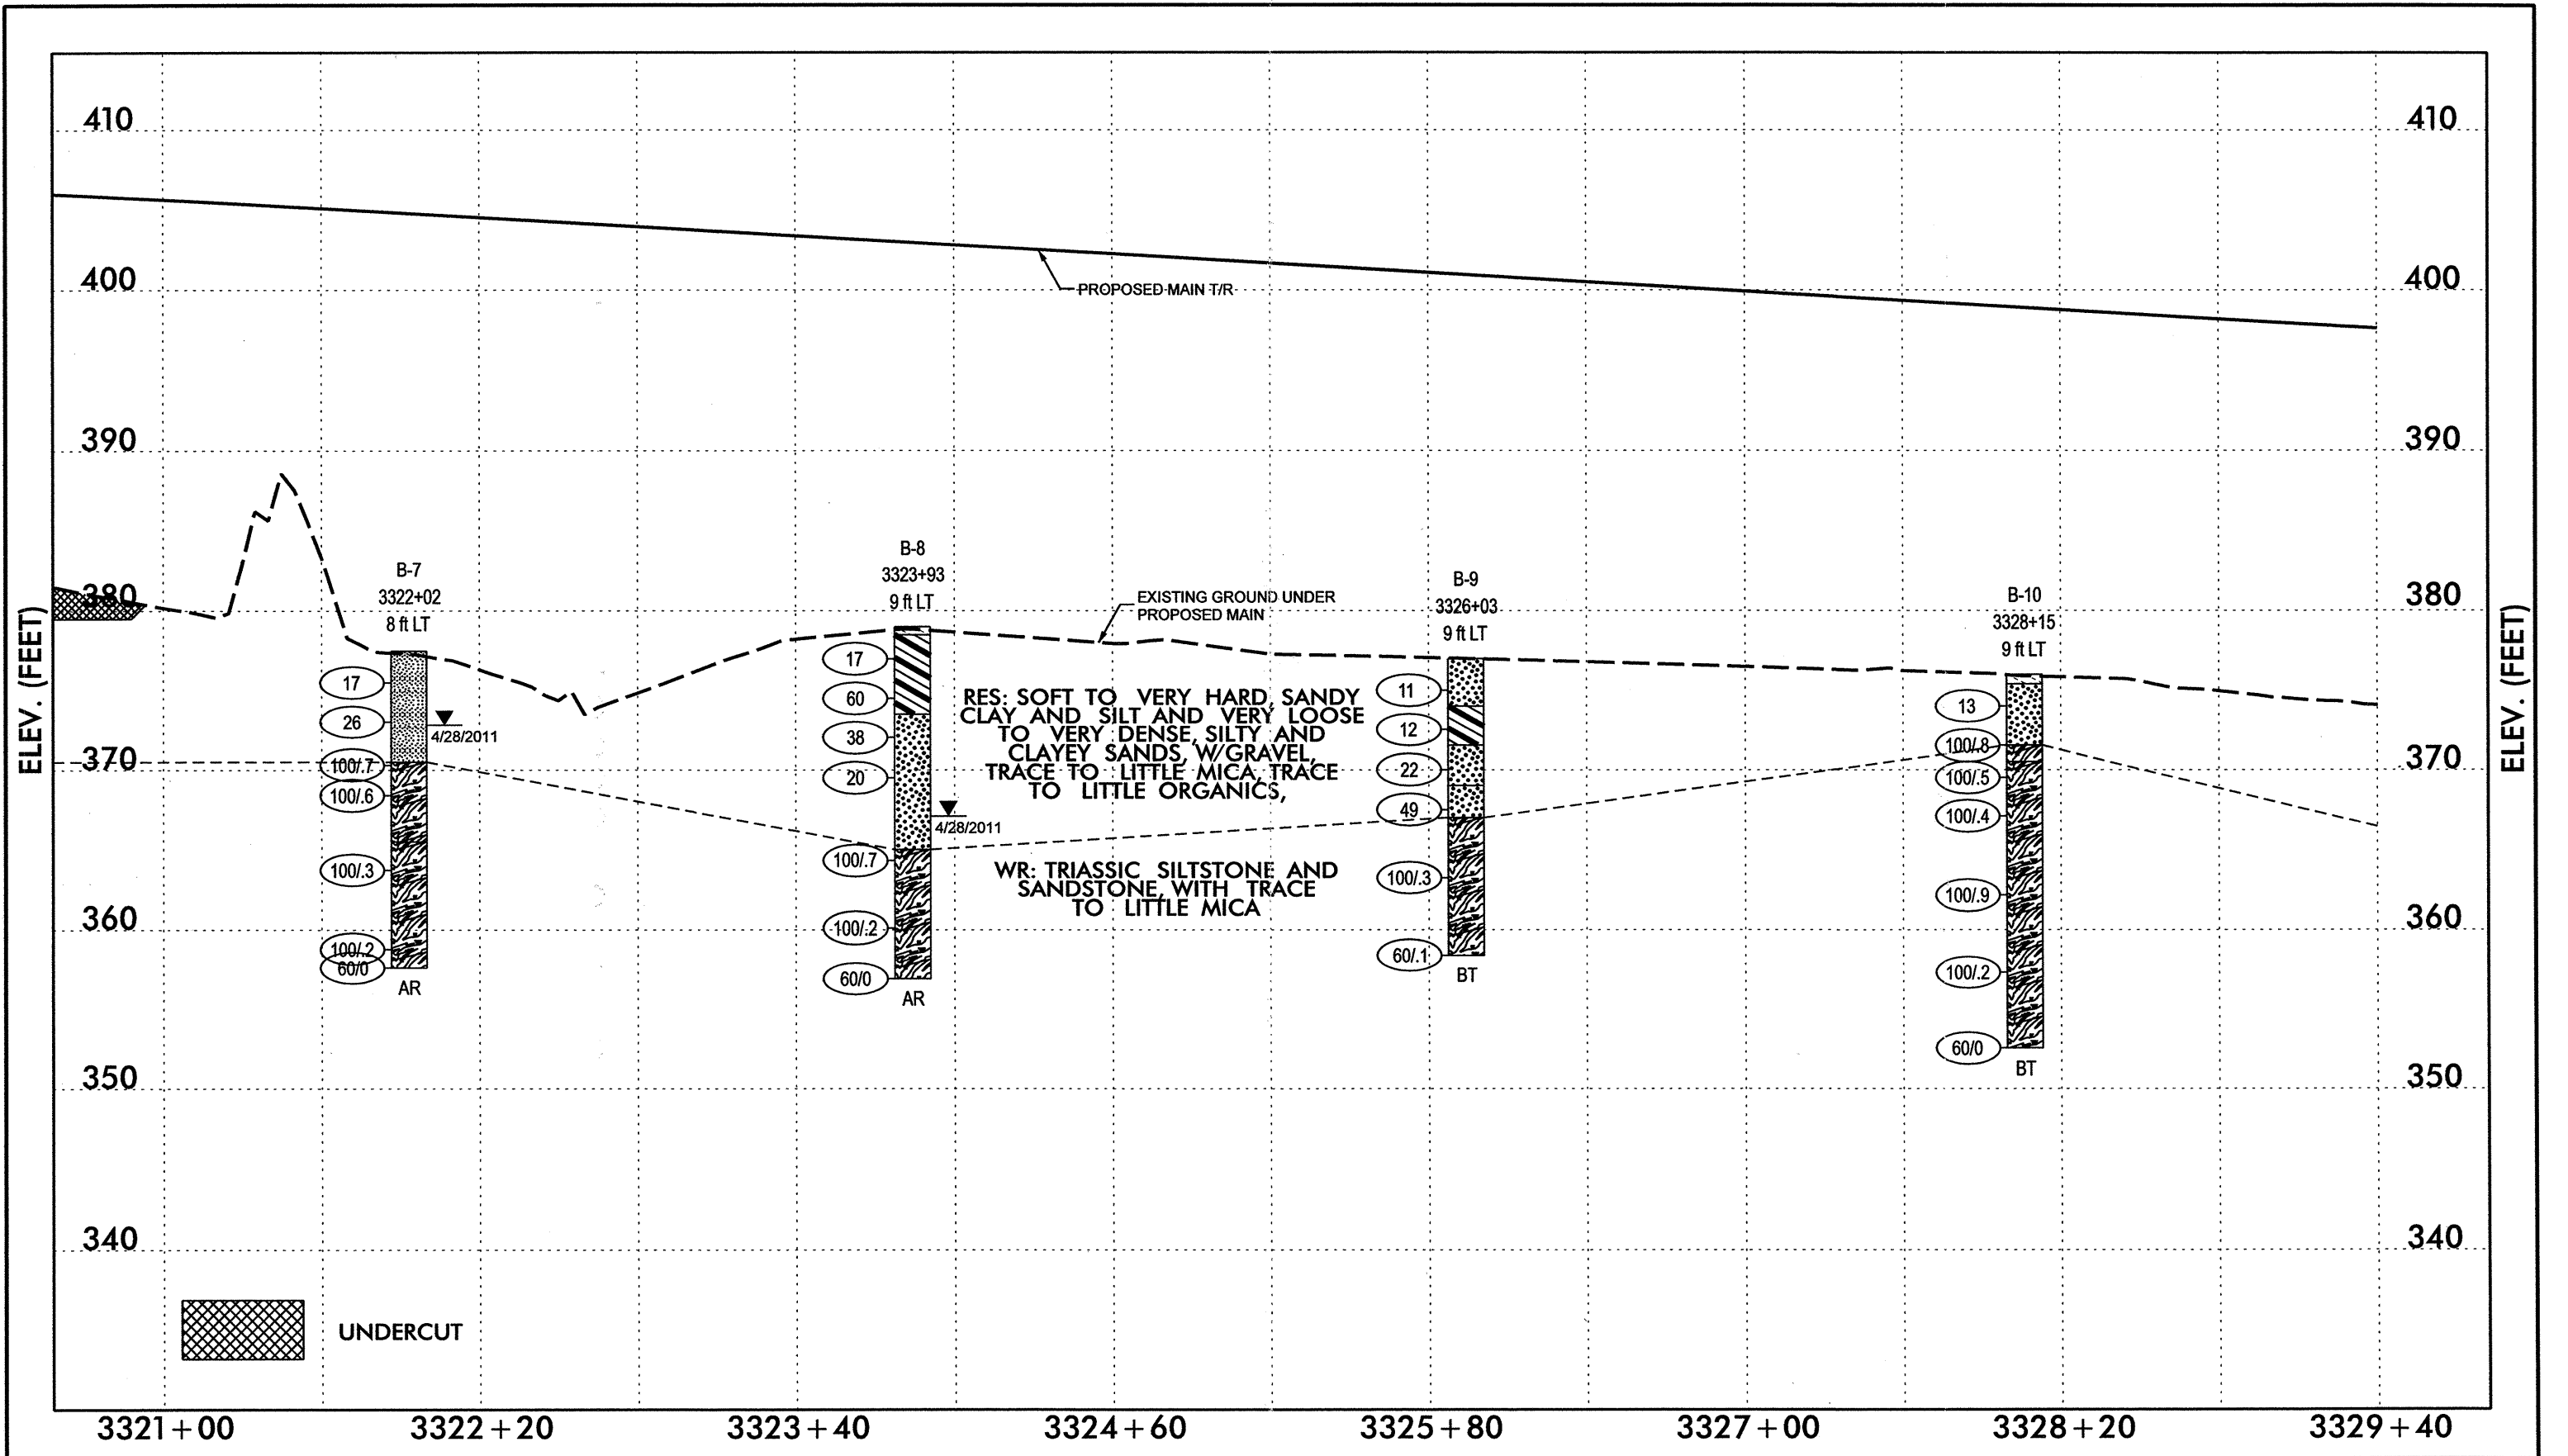 410
410
400
400
PROPOSED MAIN T/R
390
390
380
380
B-7
3322+02
8 ft LT
17
26
4/28/2011
100/.7
100/.6
100/.3
100/.2
60/0
AR
B-8
3323+93
9 ft LT
17
60
38
20
4/28/2011
100/.7
100/.2
60/0
AR
EXISTING GROUND UNDER
PROPOSED MAIN
RES: SOFT TO VERY HARD, SANDY
CLAY AND SILT AND VERY LOOSE
TO VERY DENSE, SILTY AND
CLAYEY SANDS, W/GRAVEL,
TRACE TO LITTLE MICA, TRACE
TO LITTLE ORGANICS,
WR: TRIASSIC SILTSTONE AND
SANDSTONE, WITH TRACE
TO LITTLE MICA
B-9
3326+03
9 ft LT
11
12
22
49
100/.3
60/.1
BT
B-10
3328+15
9 ft LT
13
100/.8
100/.5
100/.4
100/.9
100/.2
60/0
BT
ELEV. (FEET)
ELEV. (FEET)
370
370
360
360
350
350
340
340
UNDERCUT
3321+00
3322+20
3323+40
3324+60
3325+80
3327+00
3328+20
3329+40